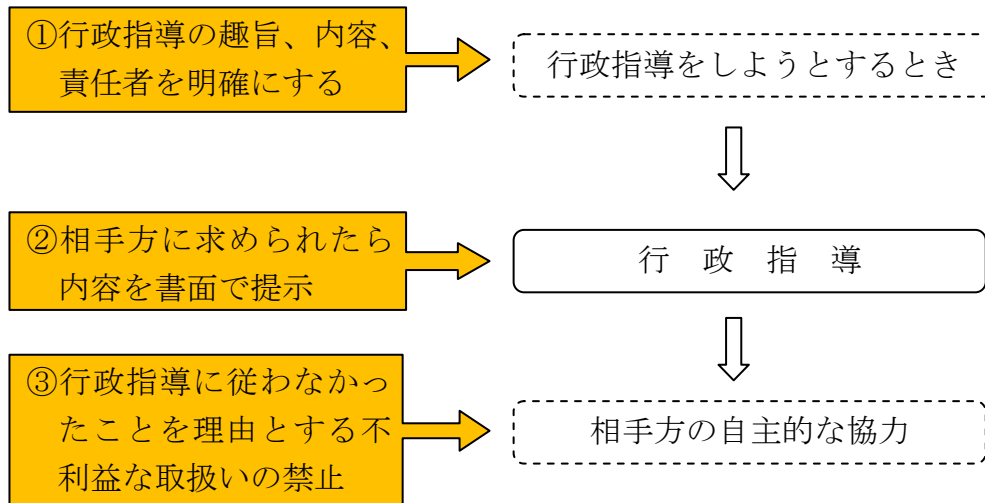 ①行政指導の趣旨、内容、
責任者を明確にする
行政指導をしようとするとき
②相手方に求められたら
内容を書面で提示
行　政　指　導
③行政指導に従わなかっ
たことを理由とする不
利益な取扱いの禁止
相手方の自主的な協力